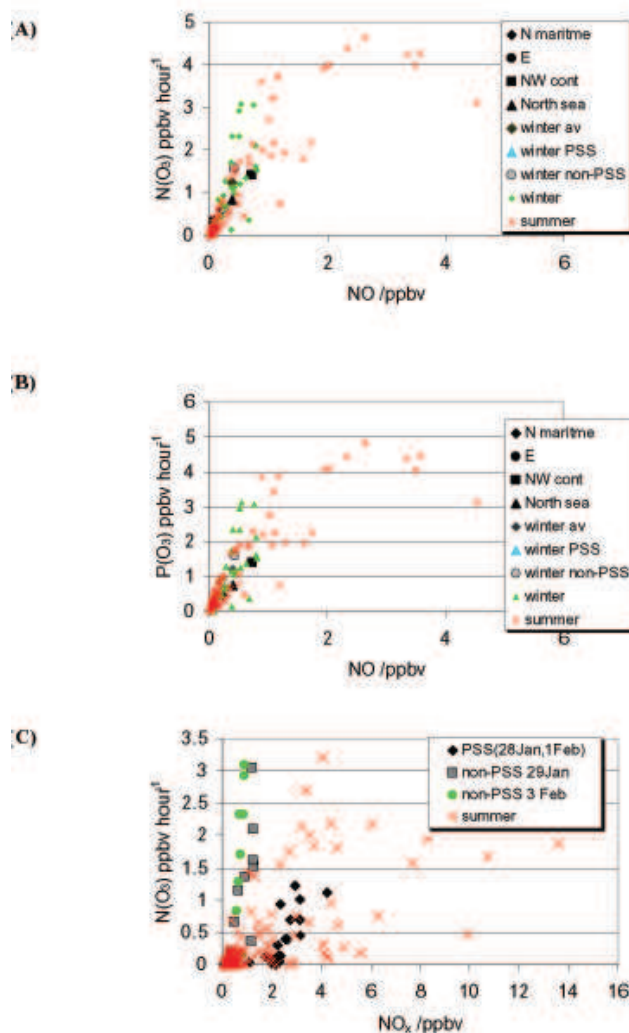 (A)
N(O₃) ppbv hour⁻¹
5
4
3
2
1
0
0 2 4 6
NO /ppbv
N maritme
E
NW cont
North sea
winter av
winter PSS
winter non-PSS
winter
summer
(B)
P(O₃) ppbv hour⁻¹
6
5
4
3
2
1
0
0 2 4 6
NO /ppbv
N maritme
E
NW cont
North sea
winter av
winter PSS
winter non-PSS
winter
summer
(C)
N(O₃) ppbv hour⁻¹
3.5
3
2.5
2
1.5
1
0.5
0
0 2 4 6 8 10 12 14 16
NOₓ /ppbv
PSS(28Jan,1Feb)
non-PSS 29Jan
non-PSS 3 Feb
summer